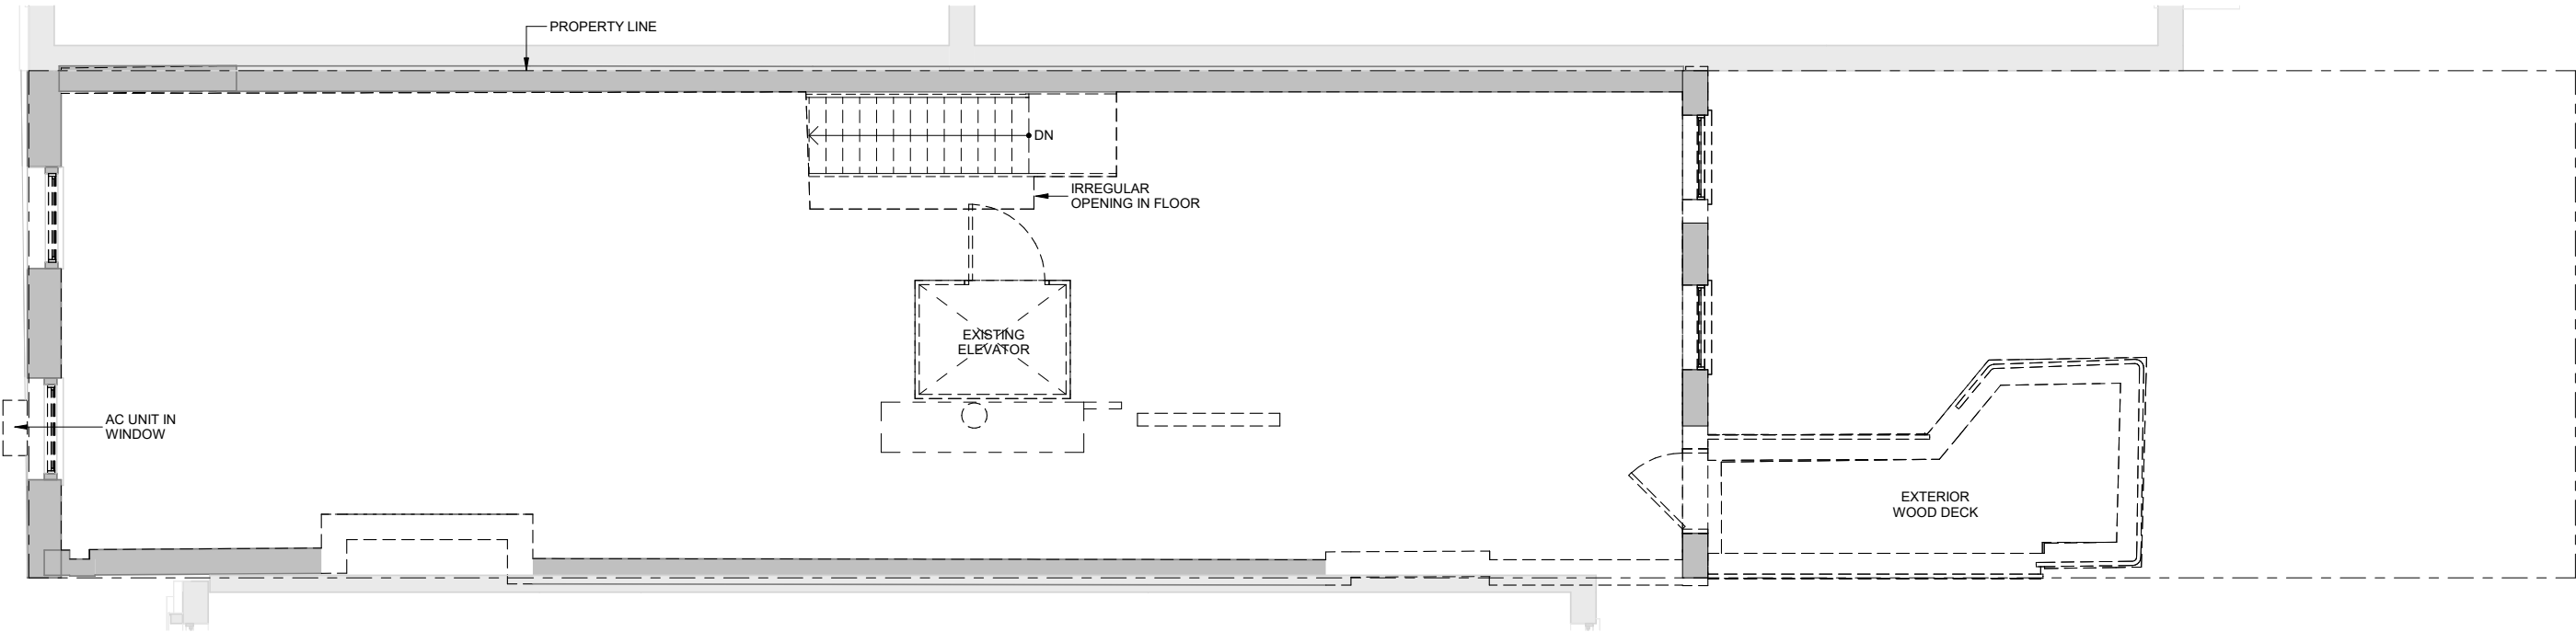 PROPERTY LINE
DN
IRREGULAR
OPENING IN FLOOR
EXISTING
ELEVATOR
AC UNIT IN
WINDOW
EXTERIOR
WOOD DECK